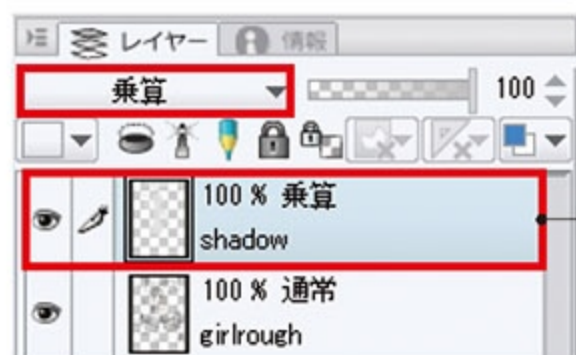 レイヤー 情報
乗算 100
100 % 乗算
shadow
100 % 通常
girlrough